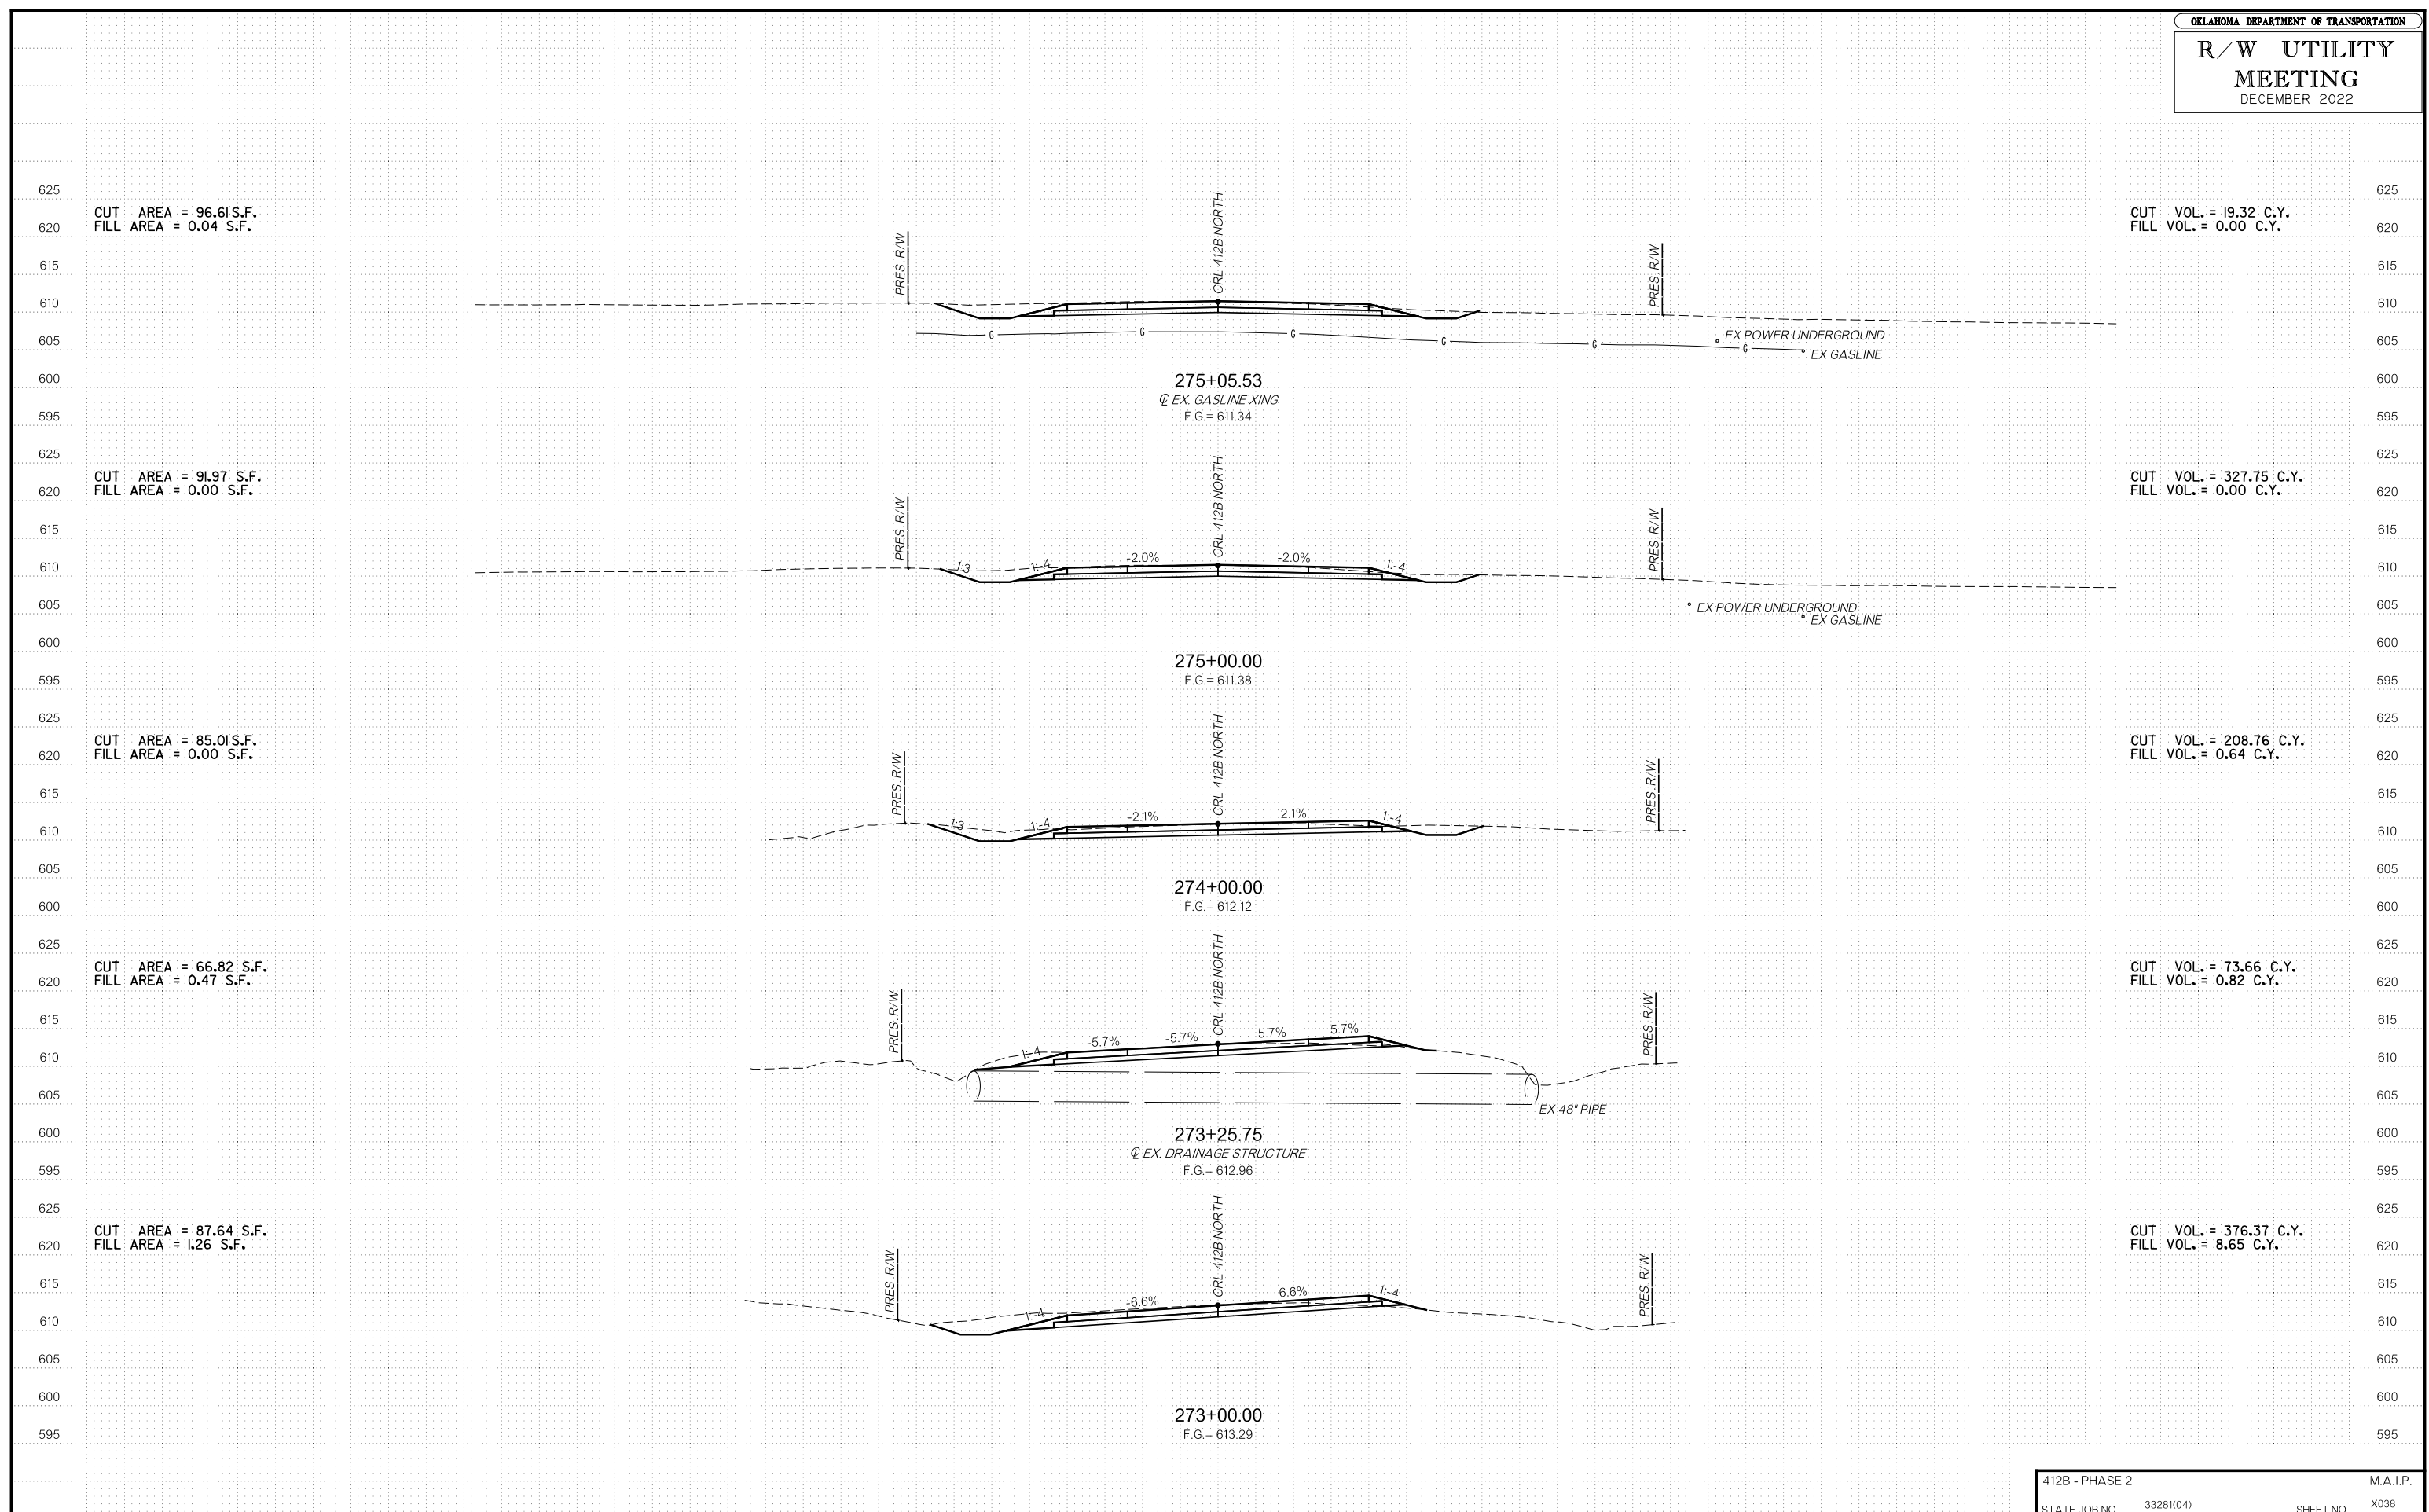 OKLAHOMA DEPARTMENT OF TRANSPORTATION
R/W UTILITY
MEETING
DECEMBER 2022
625 625
CUT AREA = 96.61 S.F. CUT VOL. = 19.32 C.Y.
FILL AREA = 0.04 S.F. FILL VOL. = 0.00 C.Y.
620 620
PRES. R/W CRL 412B NORTH PRES. R/W
615 615
610 610
G G G G G G
EX POWER UNDERGROUND
605 605
EX GASLINE
600 600
275+05.53
℄ EX. GASLINE XING
F.G.= 611.34
595 595
625 625
CUT AREA = 91.97 S.F. CUT VOL. = 327.75 C.Y.
FILL AREA = 0.00 S.F. FILL VOL. = 0.00 C.Y.
620 620
PRES. R/W CRL 412B NORTH PRES. R/W
615 615
1:3 1:-4 -2.0% -2.0% 1:-4
610 610
605 605
EX POWER UNDERGROUND
EX GASLINE
600 600
275+00.00
F.G.= 611.38
595 595
625 625
CUT AREA = 85.01 S.F. CUT VOL. = 208.76 C.Y.
FILL AREA = 0.00 S.F. FILL VOL. = 0.64 C.Y.
620 620
PRES. R/W CRL 412B NORTH PRES. R/W
615 615
1:3 1:-4 -2.1% 2.1% 1:-4
610 610
605 605
274+00.00
F.G.= 612.12
600 600
625 625
CUT AREA = 66.82 S.F. CUT VOL. = 73.66 C.Y.
FILL AREA = 0.47 S.F. FILL VOL. = 0.82 C.Y.
620 620
PRES. R/W CRL 412B NORTH PRES. R/W
615 615
1:-4 -5.7% -5.7% 5.7% 5.7%
610 610
605 605
EX 48" PIPE
600 600
273+25.75
℄ EX. DRAINAGE STRUCTURE
F.G.= 612.96
595 595
625 625
CUT AREA = 87.64 S.F. CUT VOL. = 376.37 C.Y.
FILL AREA = 1.26 S.F. FILL VOL. = 8.65 C.Y.
620 620
PRES. R/W CRL 412B NORTH PRES. R/W
615 615
1:-4 -6.6% 6.6% 1:-4
610 610
605 605
600 600
273+00.00
F.G.= 613.29
595 595
412B - PHASE 2 M.A.I.P.
STATE JOB NO. 33281(04) SHEET NO. X038